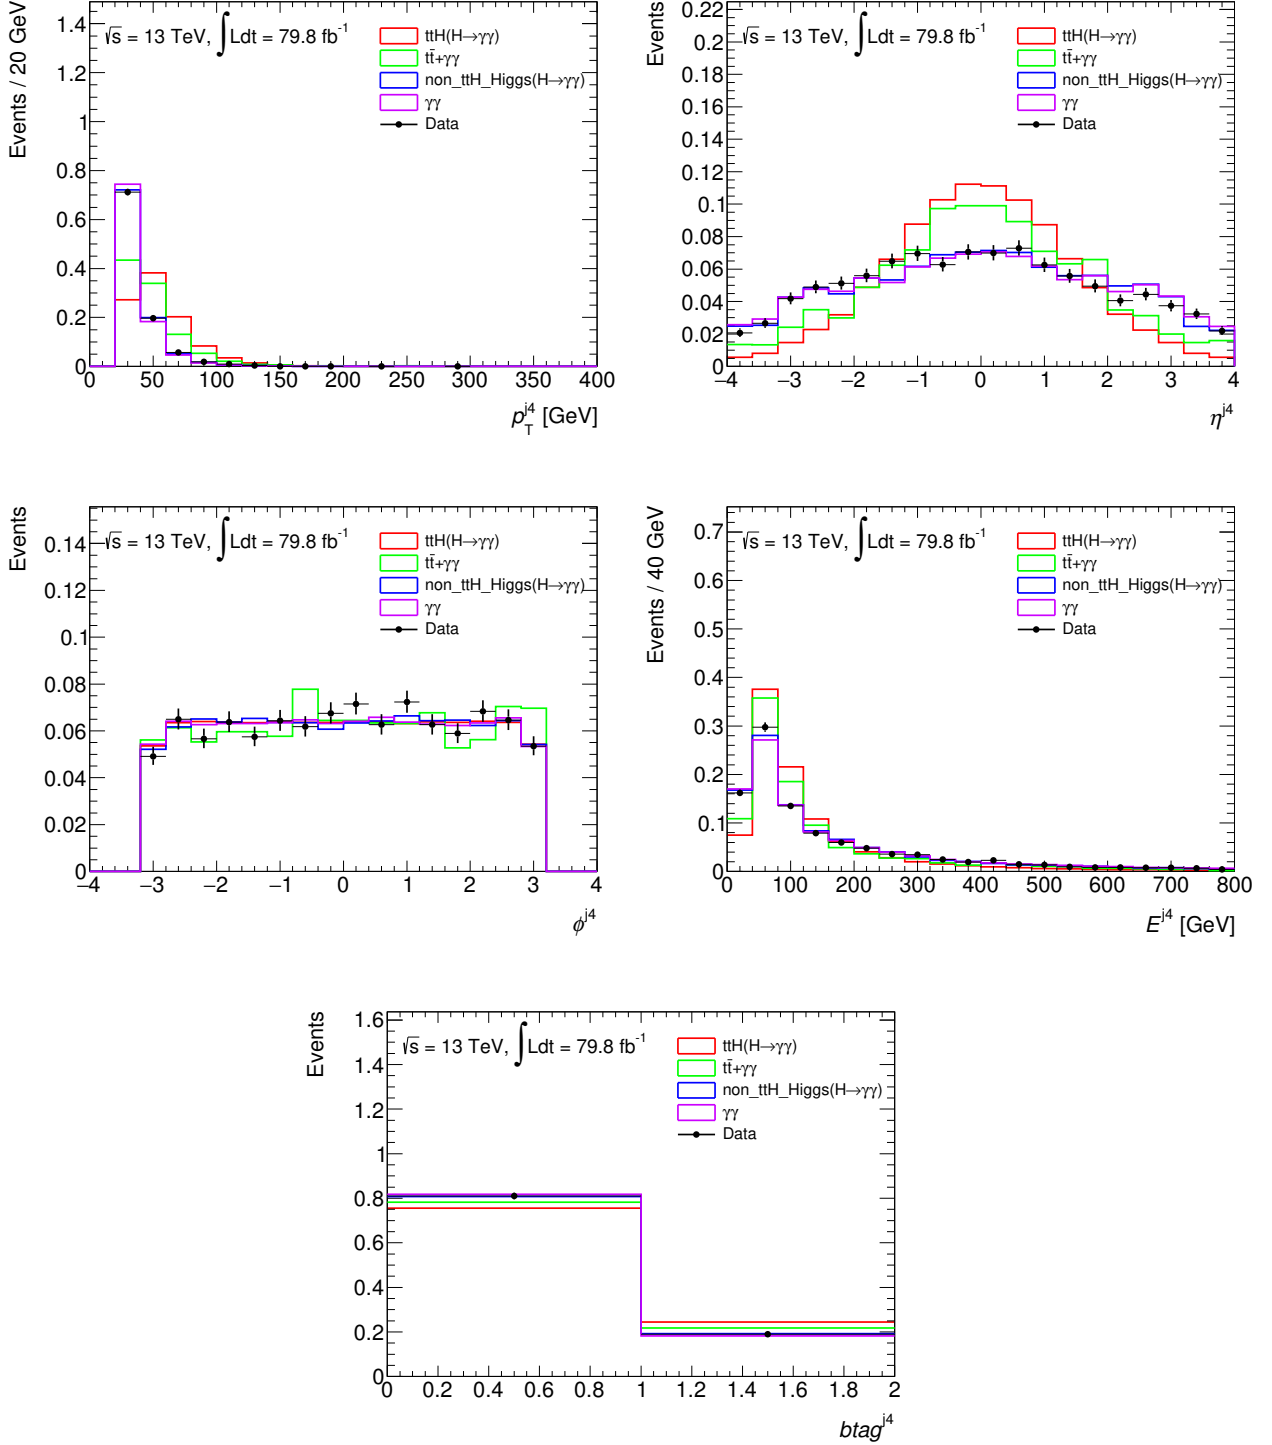 Events / 20 GeV
√s = 13 TeV, ∫Ldt = 79.8 fb⁻¹
ttH(H→γγ)
tt̄+γγ
non_ttH_Higgs(H→γγ)
γγ
Data
1.4
1.2
1
0.8
0.6
0.4
0.2
0
0 50 100 150 200 250 300 350 400
p_T^j4 [GeV]
Events
√s = 13 TeV, ∫Ldt = 79.8 fb⁻¹
ttH(H→γγ)
tt̄+γγ
non_ttH_Higgs(H→γγ)
γγ
Data
0.22
0.2
0.18
0.16
0.14
0.12
0.1
0.08
0.06
0.04
0.02
0
−4 −3 −2 −1 0 1 2 3 4
η^j4
Events
√s = 13 TeV, ∫Ldt = 79.8 fb⁻¹
ttH(H→γγ)
tt̄+γγ
non_ttH_Higgs(H→γγ)
γγ
Data
0.14
0.12
0.1
0.08
0.06
0.04
0.02
0
−4 −3 −2 −1 0 1 2 3 4
ϕ^j4
Events / 40 GeV
√s = 13 TeV, ∫Ldt = 79.8 fb⁻¹
ttH(H→γγ)
tt̄+γγ
non_ttH_Higgs(H→γγ)
γγ
Data
0.7
0.6
0.5
0.4
0.3
0.2
0.1
0
0 100 200 300 400 500 600 700 800
E^j4 [GeV]
Events
√s = 13 TeV, ∫Ldt = 79.8 fb⁻¹
ttH(H→γγ)
tt̄+γγ
non_ttH_Higgs(H→γγ)
γγ
Data
1.6
1.4
1.2
1
0.8
0.6
0.4
0.2
0
0 0.2 0.4 0.6 0.8 1 1.2 1.4 1.6 1.8 2
btag^j4